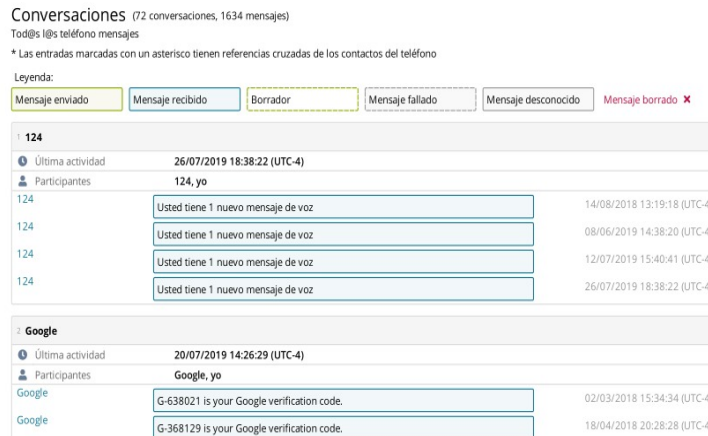 Conversaciones (72 conversaciones, 1634 mensajes)
Tod@s l@s teléfono mensajes
* Las entradas marcadas con un asterisco tienen referencias cruzadas de los contactos del teléfono
Leyenda:
Mensaje enviado Mensaje recibido Borrador Mensaje fallado Mensaje desconocido Mensaje borrado ✘
1 124
Última actividad 26/07/2019 18:38:22 (UTC-4)
Participantes 124, yo
124 Usted tiene 1 nuevo mensaje de voz 14/08/2018 13:19:18 (UTC-4
124 Usted tiene 1 nuevo mensaje de voz 08/06/2019 14:38:20 (UTC-4
124 Usted tiene 1 nuevo mensaje de voz 12/07/2019 15:40:41 (UTC-4
124 Usted tiene 1 nuevo mensaje de voz 26/07/2019 18:38:22 (UTC-4
2 Google
Última actividad 20/07/2019 14:26:29 (UTC-4)
Participantes Google, yo
Google G-638021 is your Google verification code. 02/03/2018 15:34:34 (UTC-4
Google G-368129 is your Google verification code. 18/04/2018 20:28:28 (UTC-4